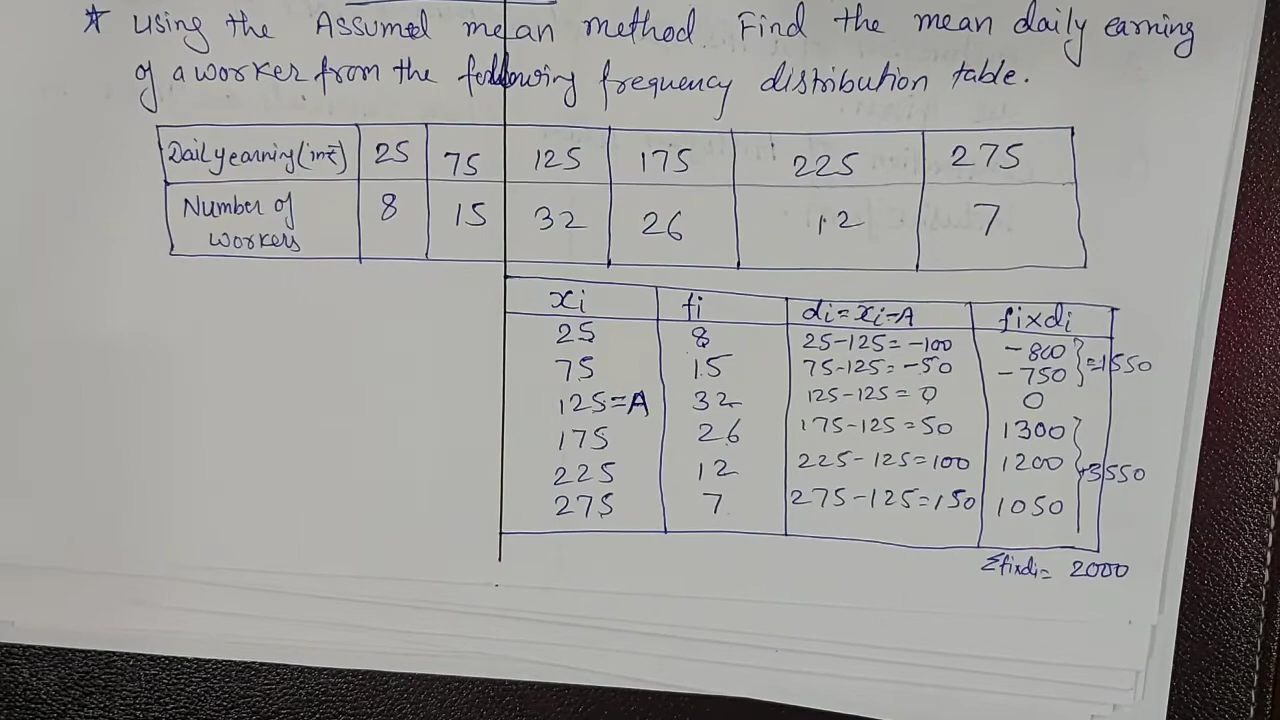 * Using the Assumed mean method. Find the mean daily earning
of a worker from the following frequency distribution table.
Daily earning (in ₹) 25 75 125 175 225 275
Number of workers 8 15 32 26 12 7
xi fi di = xi-A fixdi
25 8 25-125 = -100 -800
75 15 75-125 = -50 -750 } = 1550
125=A 32 125-125 = 0 0
175 26 175-125 = 50 1300
225 12 225-125 = 100 1200 } +3550
275 7 275-125 = 150 1050
Σfixdi = 2000